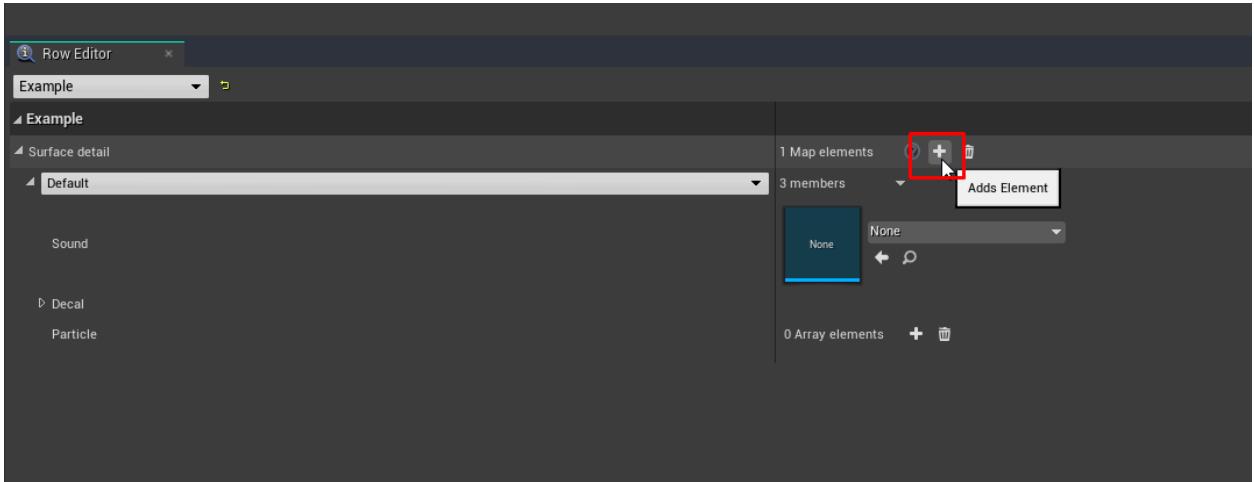 Row Editor
Example
Example
Surface detail
1 Map elements
Adds Element
Default
3 members
Sound
None
None
Decal
Particle
0 Array elements